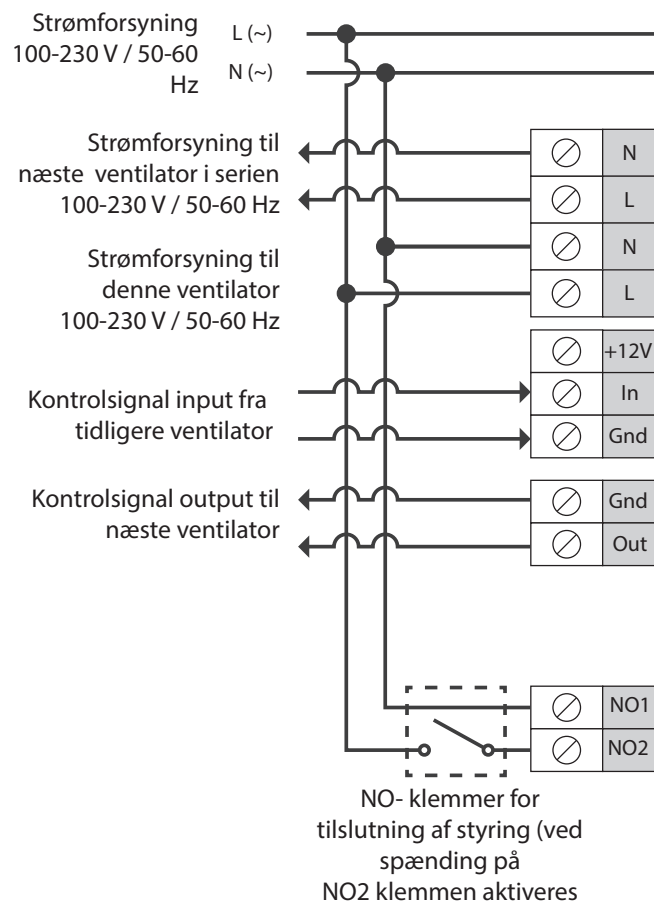 Strømforsyning
100-230 V / 50-60
Hz
L (~)
N (~)
Strømforsyning til
næste ventilator i serien
100-230 V / 50-60 Hz
Strømforsyning til
denne ventilator
100-230 V / 50-60 Hz
Kontrolsignal input fra
tidligere ventilator
Kontrolsignal output til
næste ventilator
N
L
N
L
+12V
In
Gnd
Gnd
Out
NO1
NO2
NO- klemmer for
tilslutning af styring (ved
spænding på
NO2 klemmen aktiveres